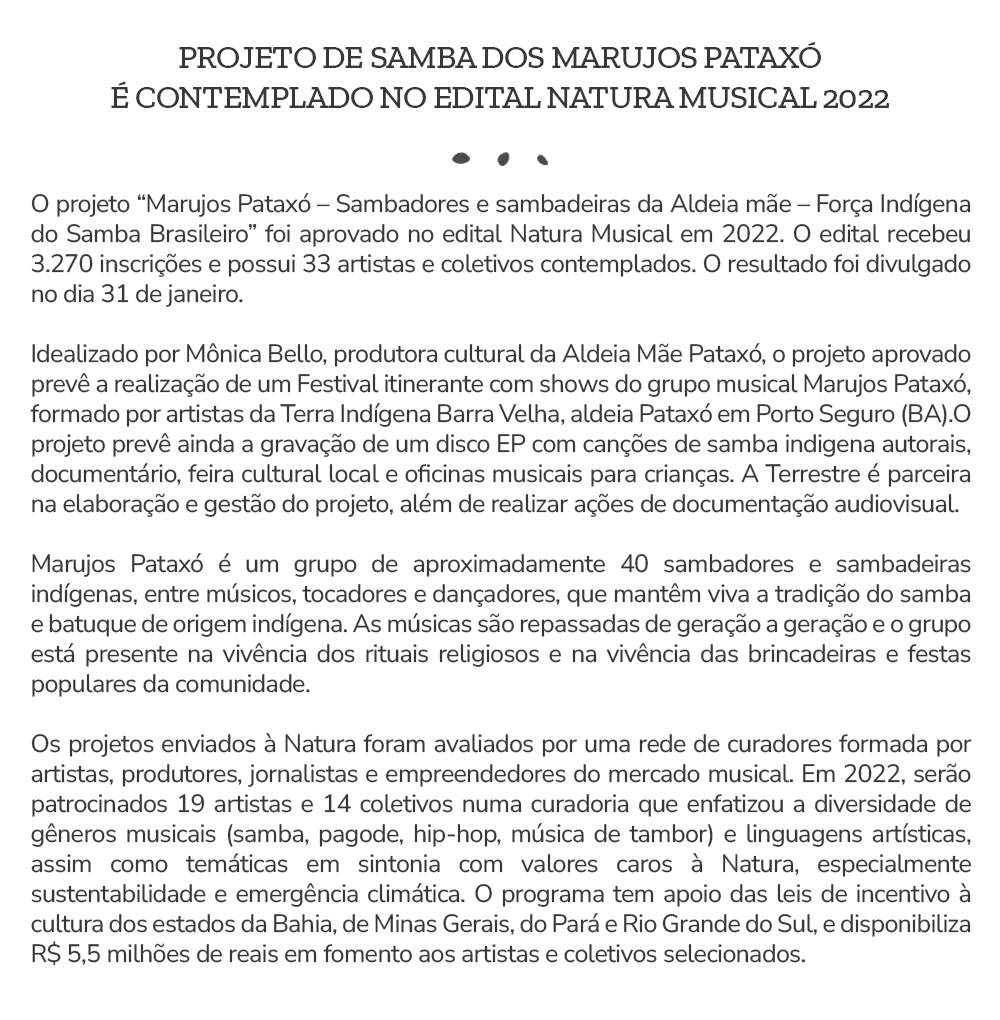 PROJETO DE SAMBA DOS MARUJOS PATAXÓ
É CONTEMPLADO NO EDITAL NATURA MUSICAL 2022
O projeto “Marujos Pataxó – Sambadores e sambadeiras da Aldeia mãe – Força Indígena
do Samba Brasileiro” foi aprovado no edital Natura Musical em 2022. O edital recebeu
3.270 inscrições e possui 33 artistas e coletivos contemplados. O resultado foi divulgado
no dia 31 de janeiro.
Idealizado por Mônica Bello, produtora cultural da Aldeia Mãe Pataxó, o projeto aprovado
prevê a realização de um Festival itinerante com shows do grupo musical Marujos Pataxó,
formado por artistas da Terra Indígena Barra Velha, aldeia Pataxó em Porto Seguro (BA).O
projeto prevê ainda a gravação de um disco EP com canções de samba indigena autorais,
documentário, feira cultural local e oficinas musicais para crianças. A Terrestre é parceira
na elaboração e gestão do projeto, além de realizar ações de documentação audiovisual.
Marujos Pataxó é um grupo de aproximadamente 40 sambadores e sambadeiras
indígenas, entre músicos, tocadores e dançadores, que mantêm viva a tradição do samba
e batuque de origem indígena. As músicas são repassadas de geração a geração e o grupo
está presente na vivência dos rituais religiosos e na vivência das brincadeiras e festas
populares da comunidade.
Os projetos enviados à Natura foram avaliados por uma rede de curadores formada por
artistas, produtores, jornalistas e empreendedores do mercado musical. Em 2022, serão
patrocinados 19 artistas e 14 coletivos numa curadoria que enfatizou a diversidade de
gêneros musicais (samba, pagode, hip-hop, música de tambor) e linguagens artísticas,
assim como temáticas em sintonia com valores caros à Natura, especialmente
sustentabilidade e emergência climática. O programa tem apoio das leis de incentivo à
cultura dos estados da Bahia, de Minas Gerais, do Pará e Rio Grande do Sul, e disponibiliza
R$ 5,5 milhões de reais em fomento aos artistas e coletivos selecionados.